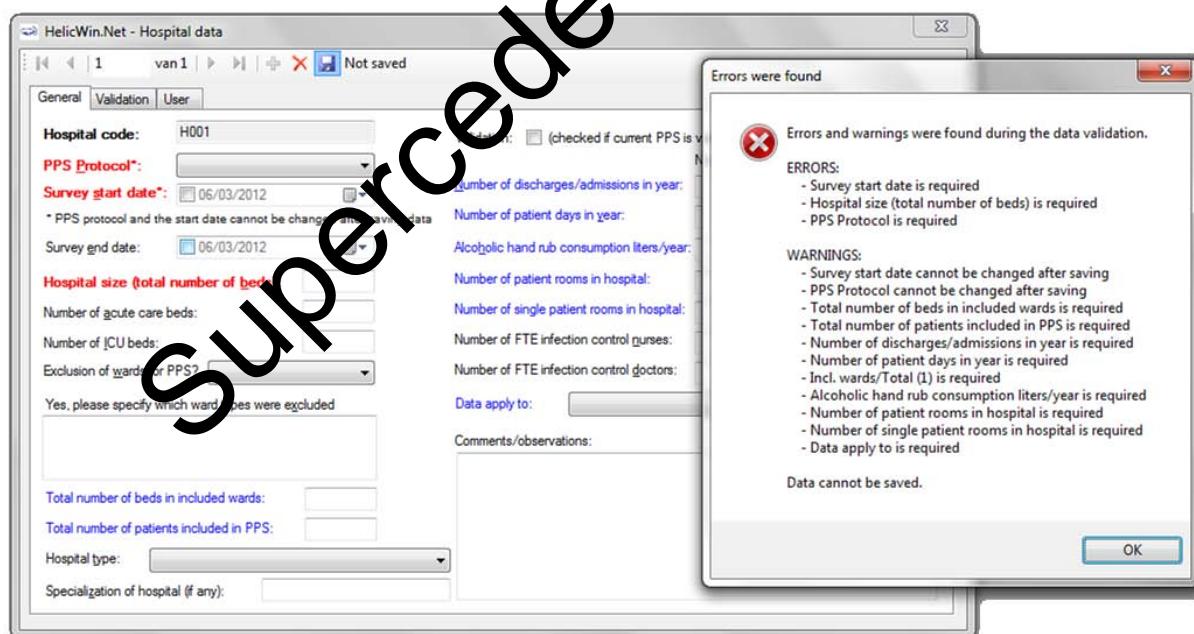 HelicWin.Net - Hospital data
1 van 1 Not saved
General Validation User
Hospital code: H001
PPS Protocol*:
Survey start date*: 06/03/2012
* PPS protocol and the start date cannot be changed after saving data
Survey end date: 06/03/2012
Hospital size (total number of beds
Number of acute care beds:
Number of ICU beds:
Exclusion of wards for PPS?
Yes, please specify which ward types were excluded
Total number of beds in included wards:
Total number of patients included in PPS:
Hospital type:
Specialization of hospital (if any):
(checked if current PPS is v
N
Number of discharges/admissions in year:
Number of patient days in year:
Alcoholic hand rub consumption liters/year:
Number of patient rooms in hospital:
Number of single patient rooms in hospital:
Number of FTE infection control nurses:
Number of FTE infection control doctors:
Data apply to:
Comments/observations:
Errors were found
Errors and warnings were found during the data validation.
ERRORS:
- Survey start date is required
- Hospital size (total number of beds) is required
- PPS Protocol is required
WARNINGS:
- Survey start date cannot be changed after saving
- PPS Protocol cannot be changed after saving
- Total number of beds in included wards is required
- Total number of patients included in PPS is required
- Number of discharges/admissions in year is required
- Number of patient days in year is required
- Incl. wards/Total (1) is required
- Alcoholic hand rub consumption liters/year is required
- Number of patient rooms in hospital is required
- Number of single patient rooms in hospital is required
- Data apply to is required
Data cannot be saved.
OK
Supercede